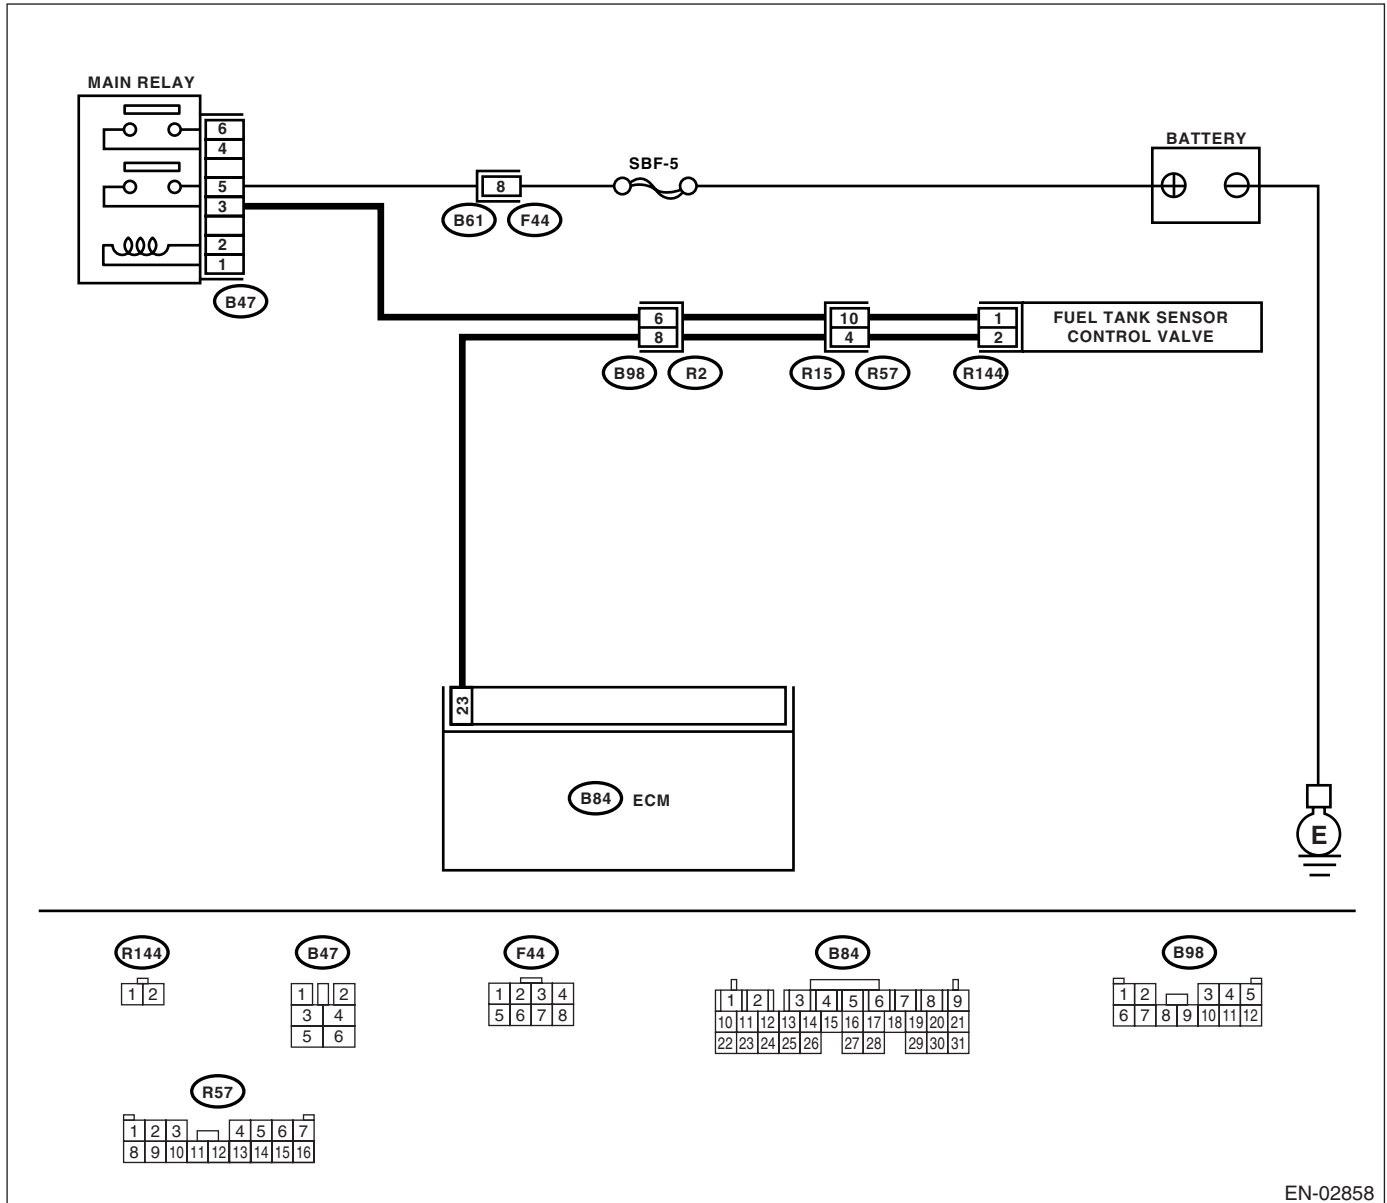 MAIN RELAY
6
4
5
3
2
1
B47
8
B61 F44
SBF-5
BATTERY
6 10 1
8 4 2
FUEL TANK SENSOR
CONTROL VALVE
B98 R2 R15 R57 R144
23
B84 ECM
E
R144
1 2
B47
1 2
3 4
5 6
F44
1 2 3 4
5 6 7 8
B84
1 2 3 4 5 6 7 8 9
10 11 12 13 14 15 16 17 18 19 20 21
22 23 24 25 26 27 28 29 30 31
B98
1 2 3 4 5
6 7 8 9 10 11 12
R57
1 2 3 4 5 6 7
8 9 10 11 12 13 14 15 16
EN-02858